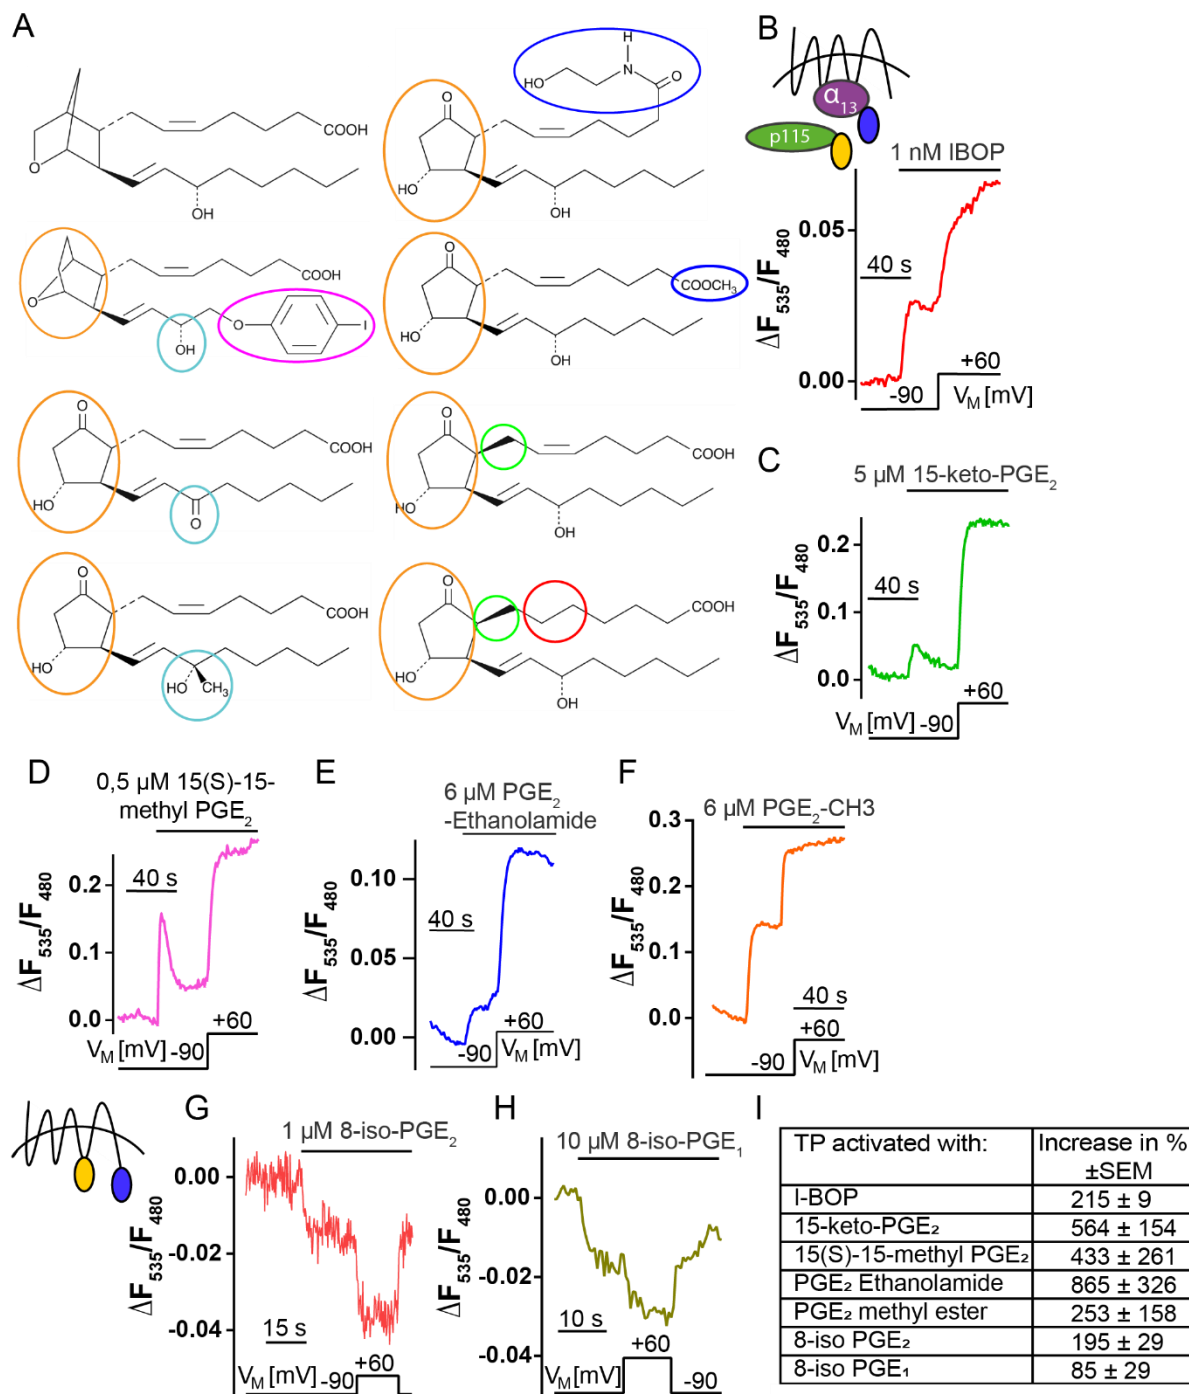 A
COOH
O
OH
H
HO
N
O
O
HO
OH
COOH
O
OH
O
I
O
COOCH₃
HO
OH
O
COOH
HO
O
O
COOH
HO
OH
O
COOH
HO
HO
CH₃
O
COOH
HO
OH
B
α₁₃
p115
1 nM IBOP
0.05
40 s
0.00
ΔF₅₃₅/F₄₈₀
+60
-90
V_M [mV]
C
5 µM 15-keto-PGE₂
0.2
40 s
0.1
0.0
ΔF₅₃₅/F₄₈₀
+60
V_M [mV] -90
D
0,5 µM 15(S)-15-
methyl PGE₂
40 s
0.2
0.1
0.0
ΔF₅₃₅/F₄₈₀
+60
V_M [mV] -90
E
6 µM PGE₂
-Ethanolamide
0.10
40 s
0.05
0.00
ΔF₅₃₅/F₄₈₀
+60
-90 V_M [mV]
F
6 µM PGE₂-CH3
0.3
0.2
0.1
0.0
ΔF₅₃₅/F₄₈₀
40 s
+60
-90 V_M [mV]
G
1 µM 8-iso-PGE₂
0.00
-0.02
-0.04
ΔF₅₃₅/F₄₈₀
15 s
+60
V_M [mV] -90
H
10 µM 8-iso-PGE₁
0.00
-0.02
-0.04
ΔF₅₃₅/F₄₈₀
10 s
+60
V_M [mV] -90
I
TP activated with: Increase in %
±SEM
I-BOP 215 ± 9
15-keto-PGE₂ 564 ± 154
15(S)-15-methyl PGE₂ 433 ± 261
PGE₂ Ethanolamide 865 ± 326
PGE₂ methyl ester 253 ± 158
8-iso PGE₂ 195 ± 29
8-iso PGE₁ 85 ± 29